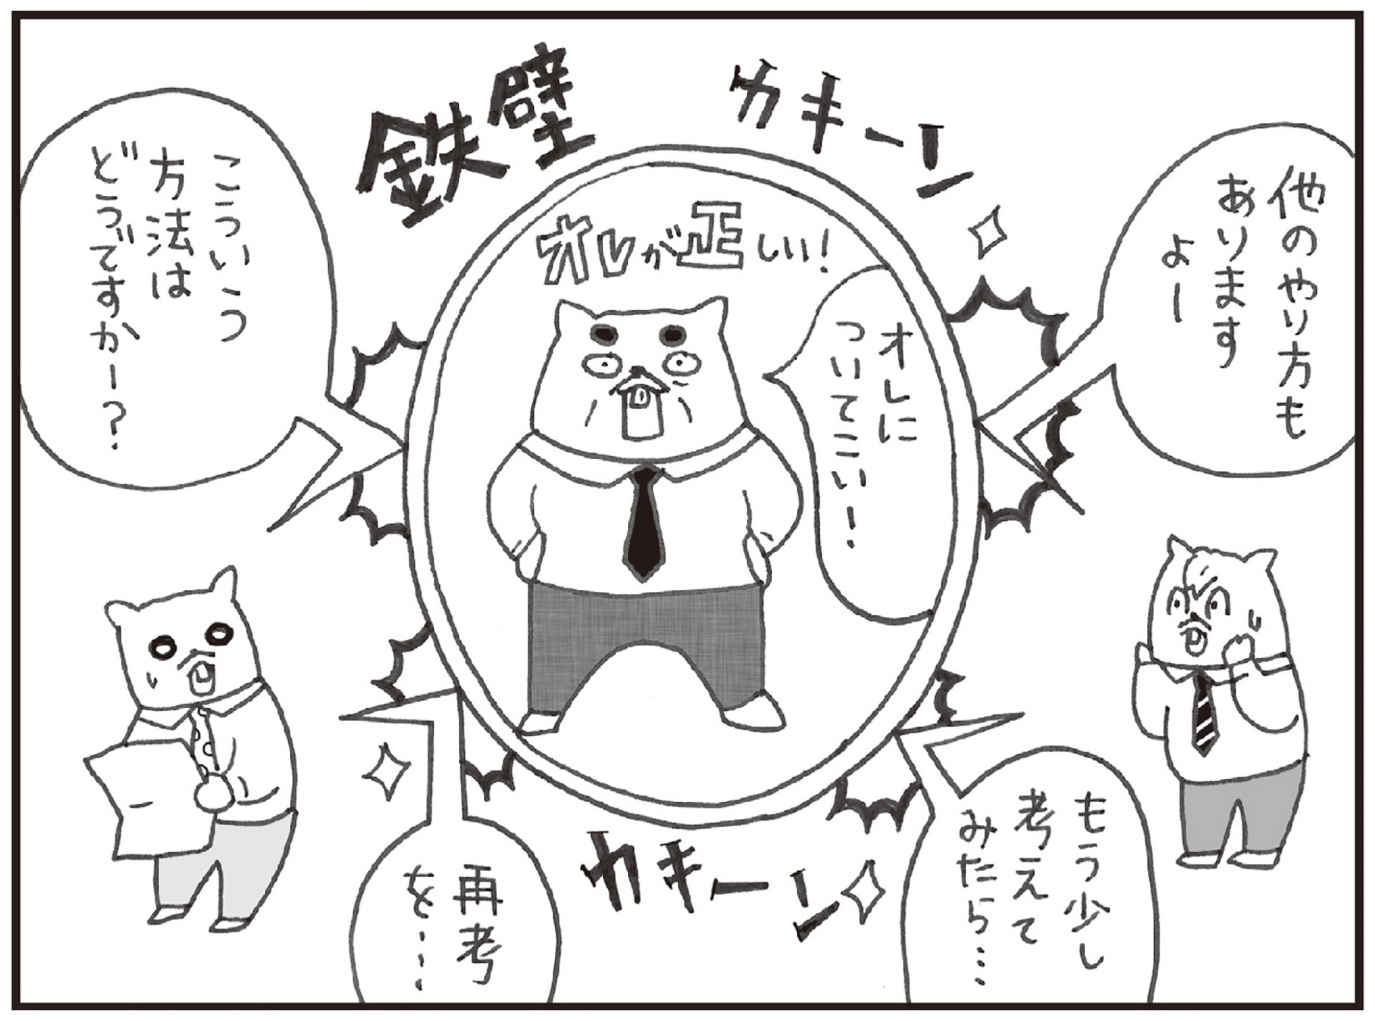 他のやり方も
あります
よー
カキーン
鉄壁
オレが正しい!
オレに
ついてこい!
こういう
方法は
どうですかー?
もう少し
考えて
みたら…
カキーン
再考
を…